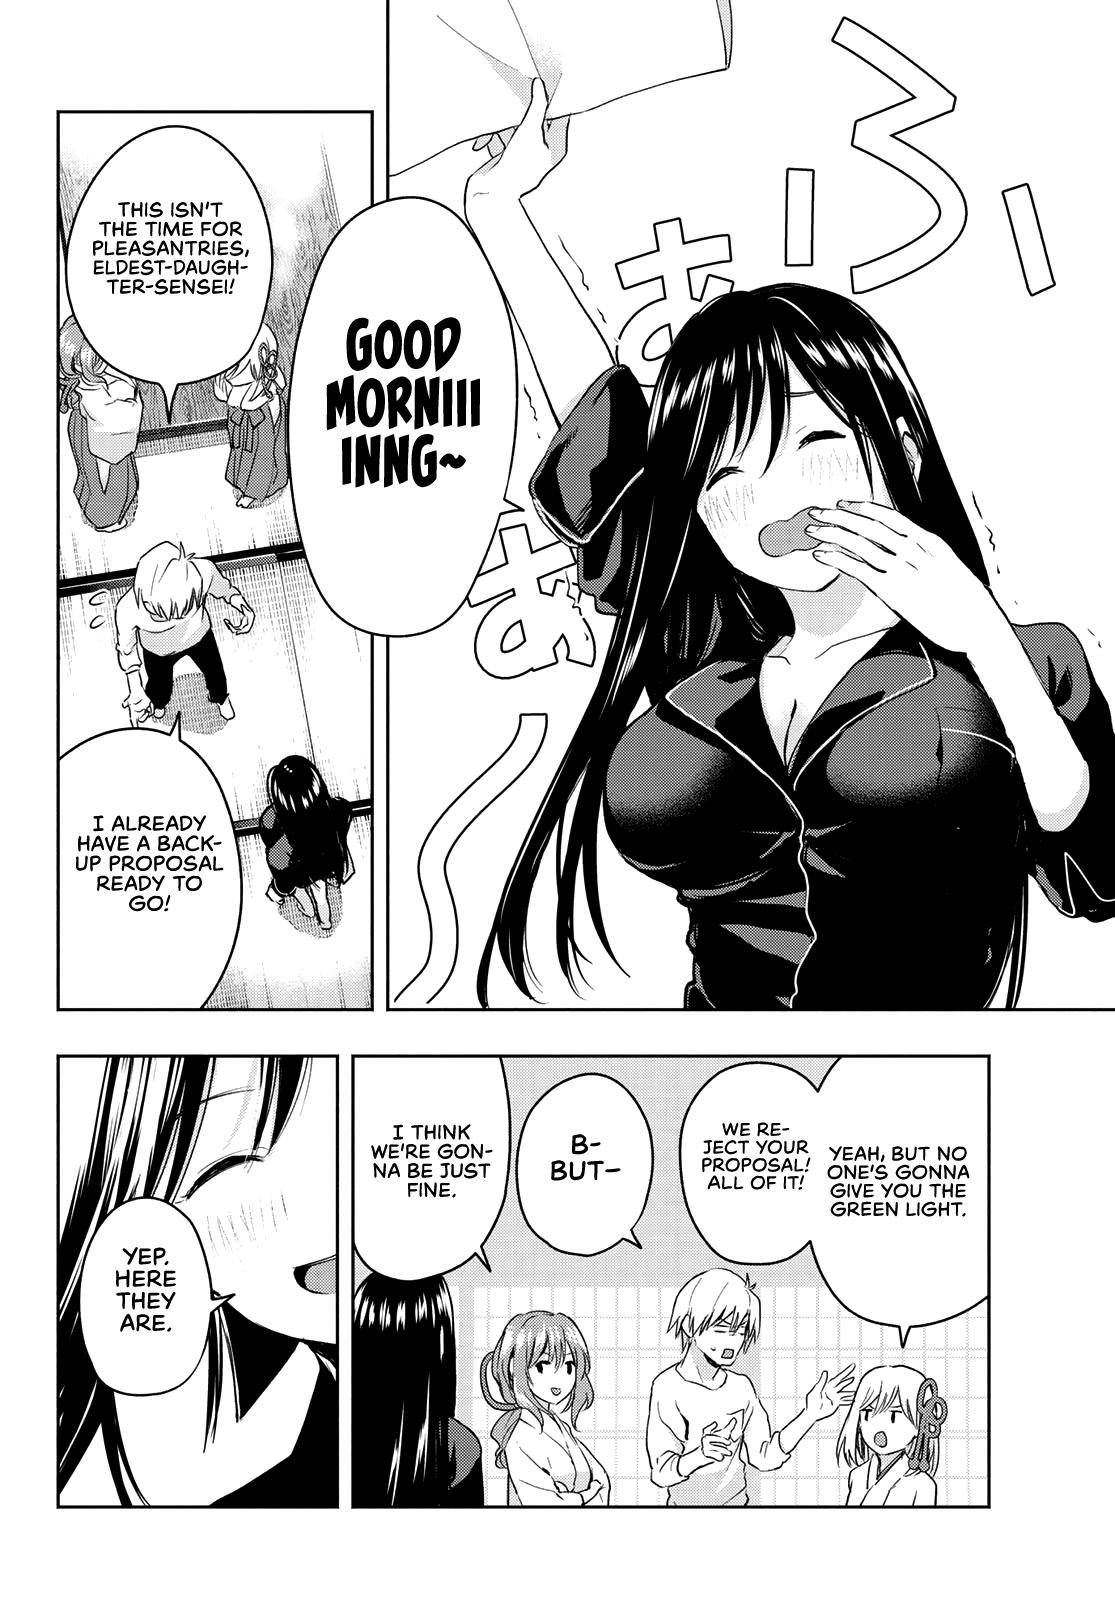 ふ
ぁ
ぁ
GOOD
MORNIII
INNG~
THIS ISN'T
THE TIME FOR
PLEASANTRIES,
ELDEST-DAUGH-
TER-SENSEI!
I ALREADY
HAVE A BACK-
UP PROPOSAL
READY TO
GO!
YEAH, BUT NO
ONE'S GONNA
GIVE YOU THE
GREEN LIGHT.
WE RE-
JECT YOUR
PROPOSAL!
ALL OF IT!
B-
BUT-
I THINK
WE'RE GON-
NA BE JUST
FINE.
YEP.
HERE
THEY
ARE.